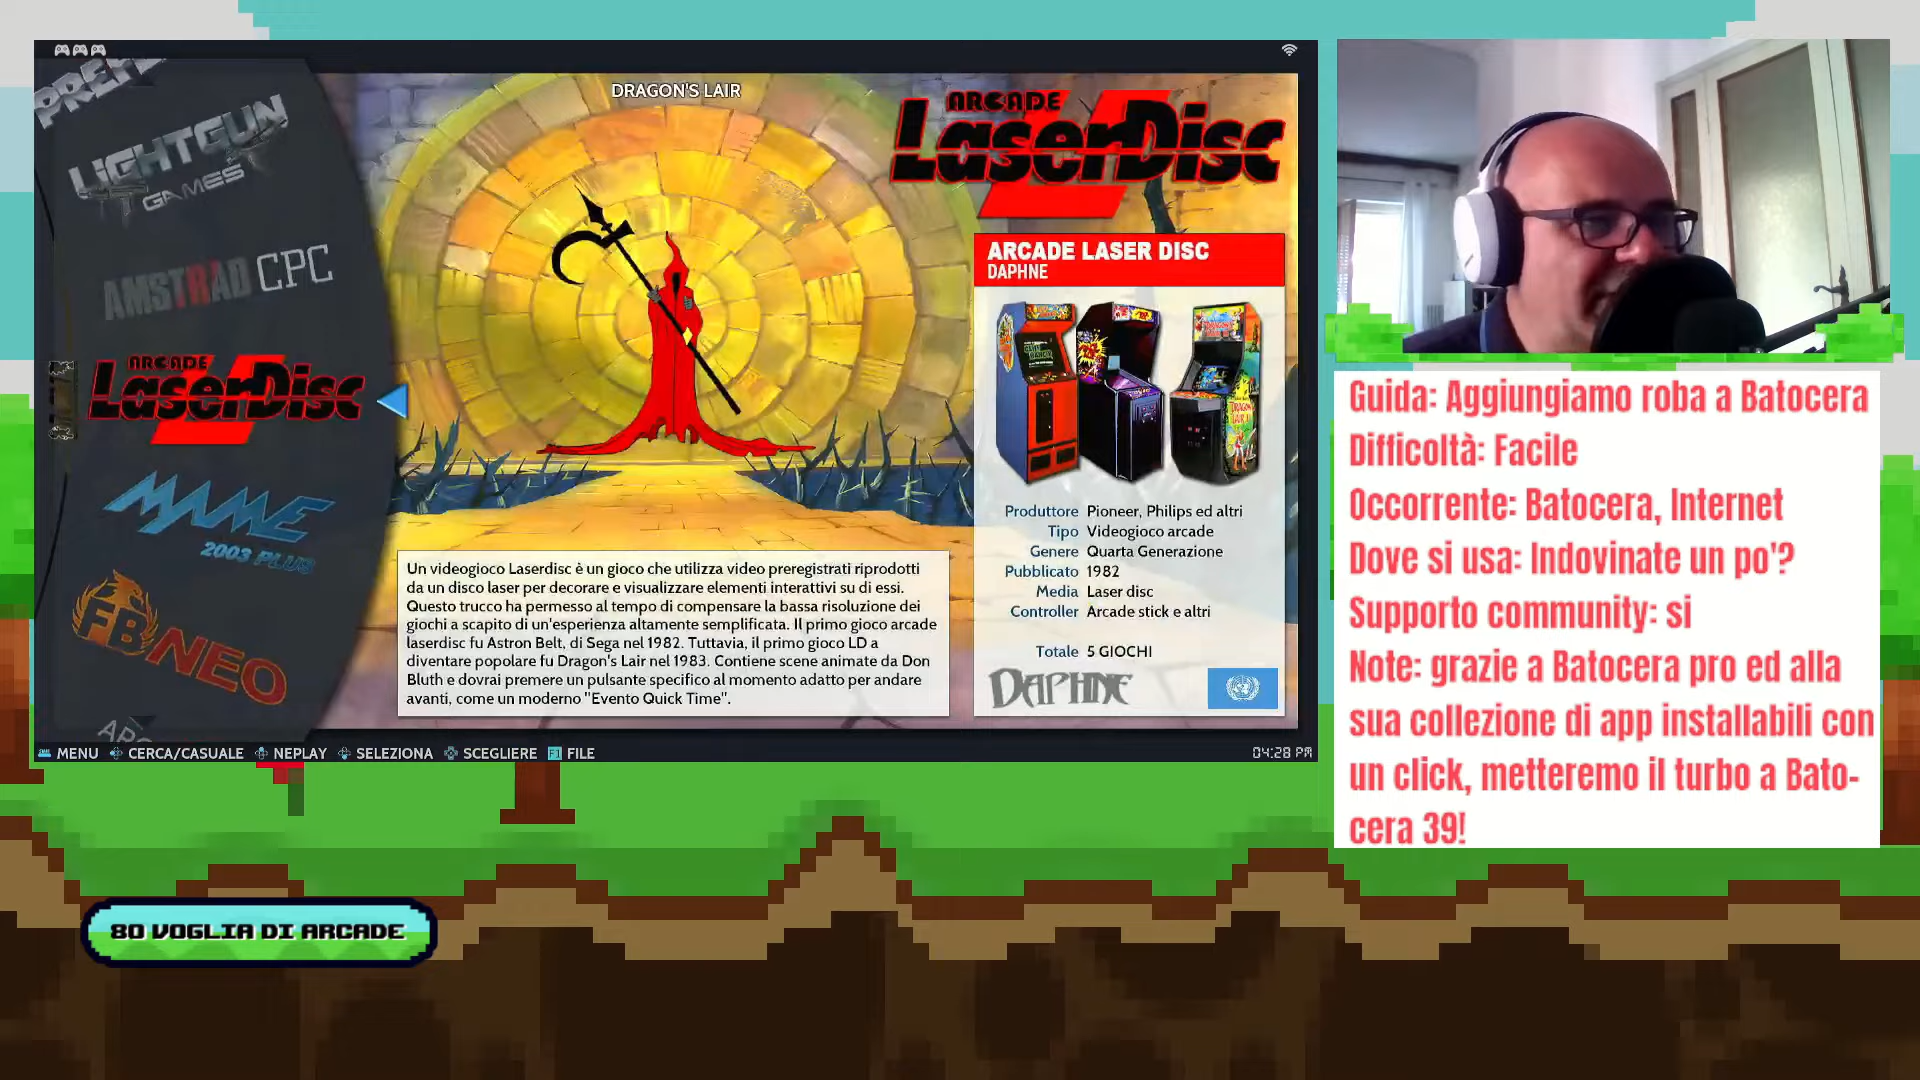 DRAGON'S LAIR
PREFE
LIGHTGUN
GAMES
AMSTRAD CPC
ARCADE
LaserDisc
MAME
2003 PLUS
FBNEO
ARCADE
LaserDisc
ARCADE LASER DISC
DAPHNE
Produttore Pioneer, Philips ed altri
Tipo Videogioco arcade
Genere Quarta Generazione
Pubblicato 1982
Media Laser disc
Controller Arcade stick e altri
Totale 5 GIOCHI
DAPHNE
Un videogioco Laserdisc è un gioco che utilizza video preregistrati riprodotti
da un disco laser per decorare e visualizzare elementi interattivi su di essi.
Questo trucco ha permesso al tempo di compensare la bassa risoluzione dei
giochi a scapito di un'esperienza altamente semplificata. Il primo gioco arcade
laserdisc fu Astron Belt, di Sega nel 1982. Tuttavia, il primo gioco LD a
diventare popolare fu Dragon's Lair nel 1983. Contiene scene animate da Don
Bluth e dovrai premere un pulsante specifico al momento adatto per andare
avanti, come un moderno "Evento Quick Time".
MENU CERCA/CASUALE NEPLAY SELEZIONA SCEGLIERE F1 FILE
04:28 PM
Guida: Aggiungiamo roba a Batocera
Difficoltà: Facile
Occorrente: Batocera, Internet
Dove si usa: Indovinate un po'?
Supporto community: si
Note: grazie a Batocera pro ed alla
sua collezione di app installabili con
un click, metteremo il turbo a Bato-
cera 39!
80 VOGLIA DI ARCADE